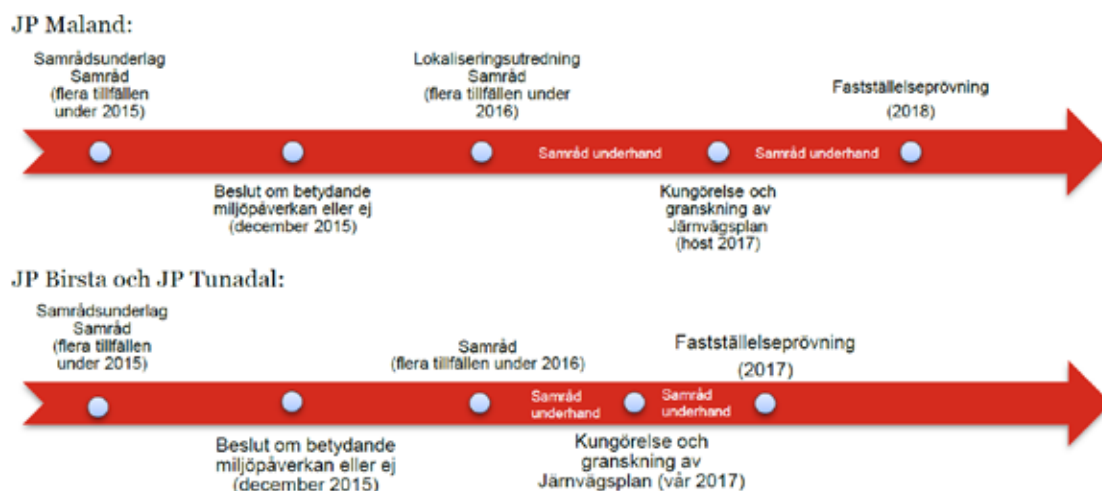 JP Maland:
Samrådsunderlag
Samråd
(flera tillfällen
under 2015)
Lokaliseringsutredning
Samråd
(flera tillfällen under
2016)
Fastställelseprövning
(2018)
Samråd underhand
Samråd underhand
Beslut om betydande
miljöpåverkan eller ej
(december 2015)
Kungörelse och
granskning av
Järnvägsplan
(höst 2017)
JP Birsta och JP Tunadal:
Samrådsunderlag
Samråd
(flera tillfällen
under 2015)
Samråd
(flera tillfällen under 2016)
Fastställelseprövning
(2017)
Samråd
underhand
Samråd
underhand
Beslut om betydande
miljöpåverkan eller ej
(december 2015)
Kungörelse och
granskning av
Järnvägsplan (vår 2017)